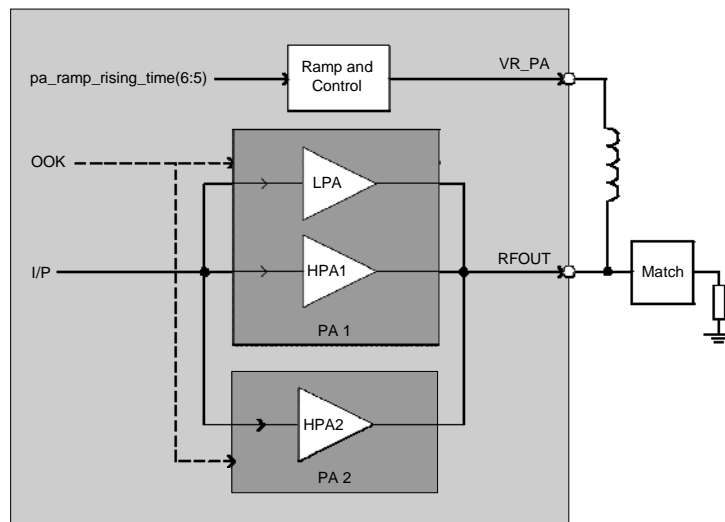 pa_ramp_rising_time(6:5)
Ramp and
Control
VR_PA
OOK
LPA
I/P
HPA1
RFOUT
Match
PA 1
HPA2
PA 2